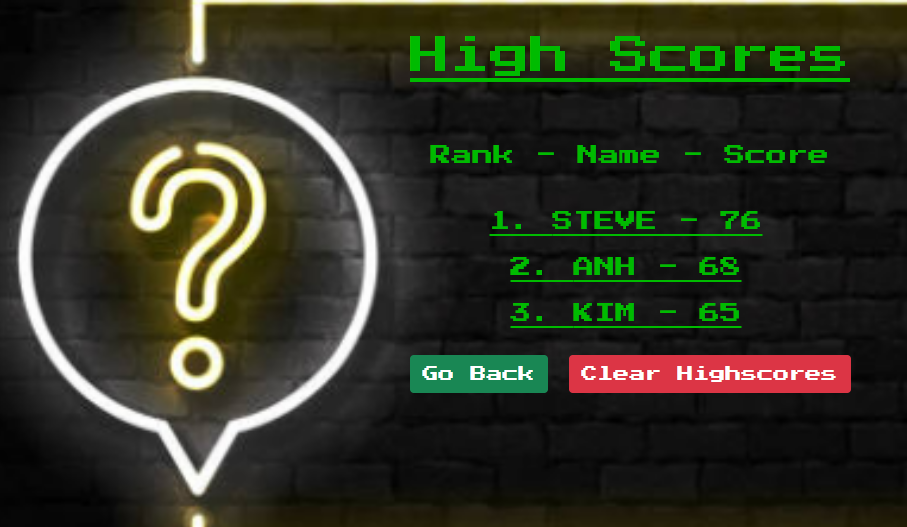 High Scores
Rank - Name - Score
1. STEVE - 76
2. ANH - 68
3. KIM - 65
Go Back Clear Highscores